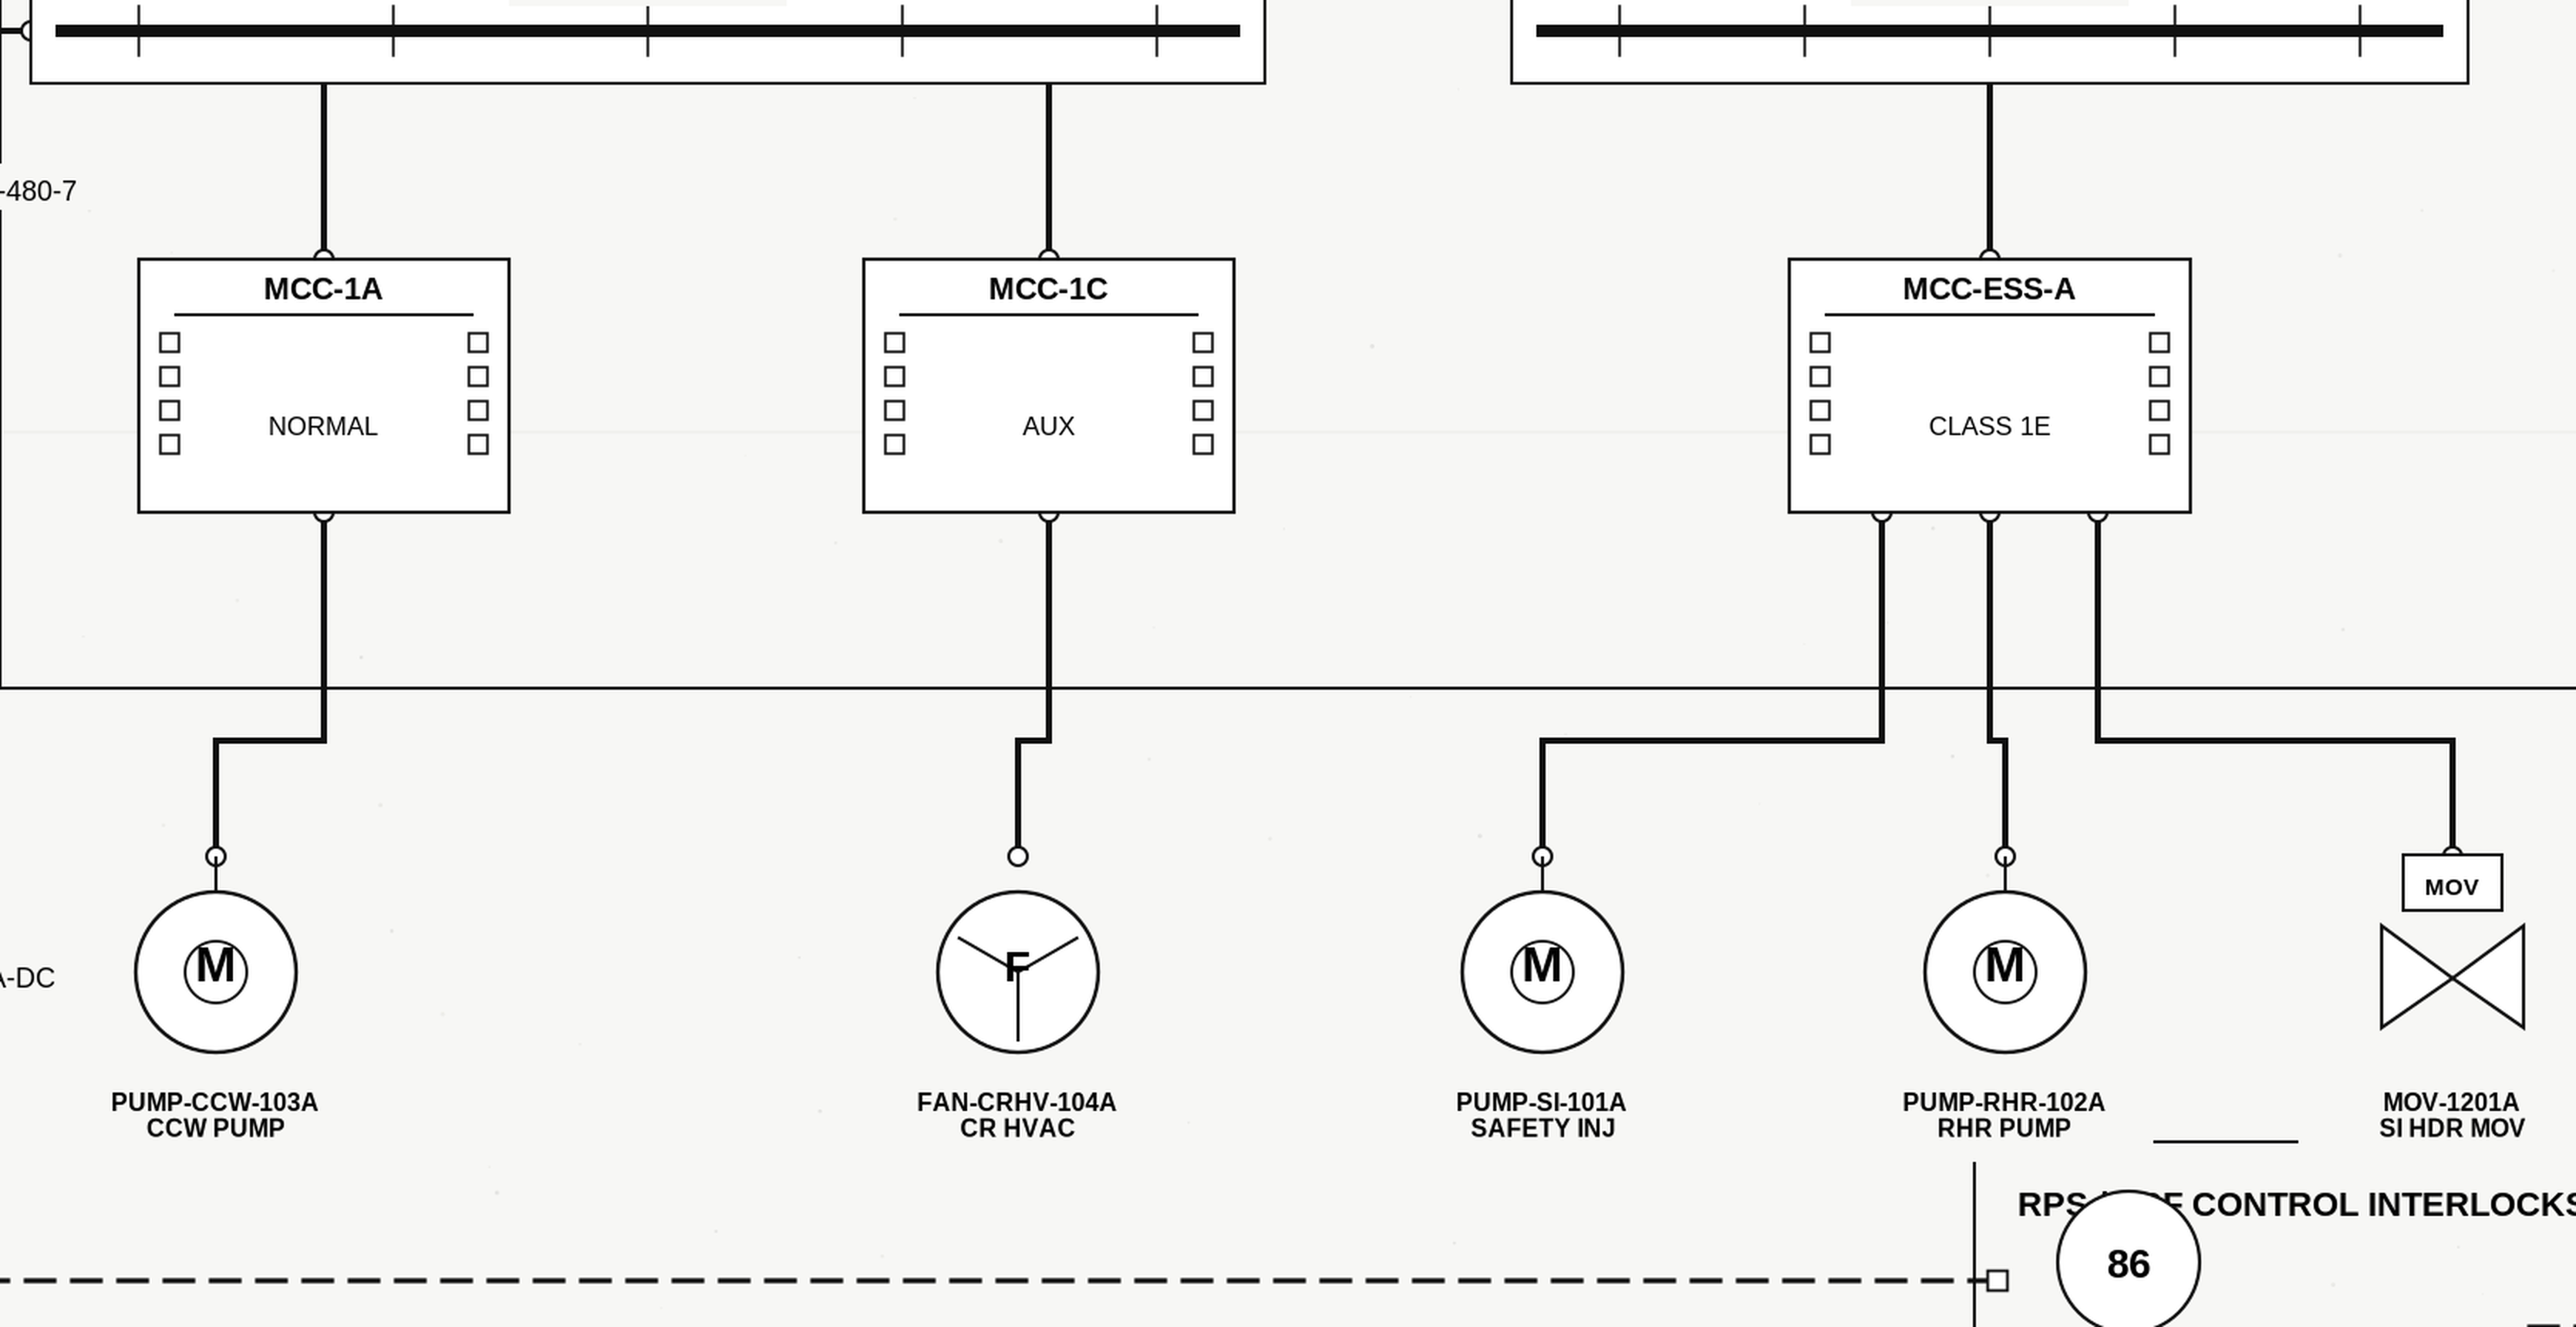 -480-7
MCC-1A
MCC-1C
MCC-ESS-A
NORMAL
AUX
CLASS 1E
MOV
M
F
M
M
-DC
PUMP-CCW-103A
CCW PUMP
FAN-CRHV-104A
CR HVAC
PUMP-SI-101A
SAFETY INJ
PUMP-RHR-102A
RHR PUMP
MOV-1201A
SI HDR MOV
RPS CONTROL INTERLOCKS
86